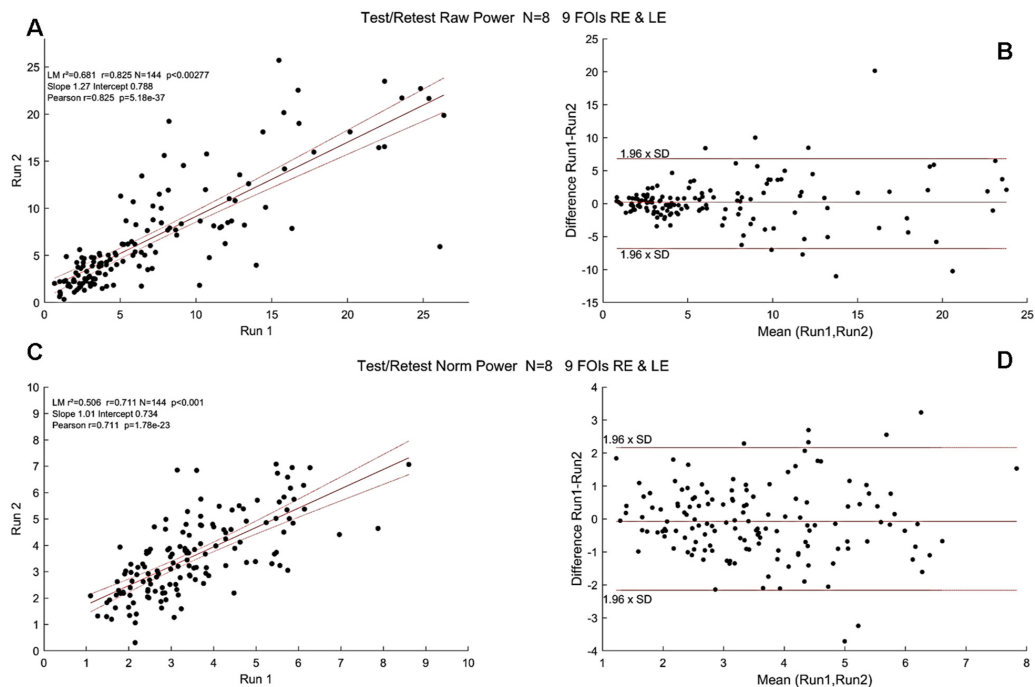 Test/Retest Raw Power N=8 9 FOIs RE & LE
A
25
20
15
10
5
0
Run 2
LM r²=0.681 r=0.825 N=144 p<0.00277
Slope 1.27 Intercept 0.788
Pearson r=0.825 p=5.18e-37
0 5 10 15 20 25
Run 1
B
25
20
15
10
5
0
-5
-10
-15
Difference Run1-Run2
1.96 x SD
1.96 x SD
0 5 10 15 20 25
Mean (Run1,Run2)
Test/Retest Norm Power N=8 9 FOIs RE & LE
C
10
9
8
7
6
5
4
3
2
1
0
Run 2
LM r²=0.506 r=0.711 N=144 p<0.001
Slope 1.01 Intercept 0.734
Pearson r=0.711 p=1.78e-23
0 1 2 3 4 5 6 7 8 9 10
Run 1
D
4
3
2
1
0
-1
-2
-3
-4
Difference Run1-Run2
1.96 x SD
1.96 x SD
1 2 3 4 5 6 7 8
Mean (Run1,Run2)